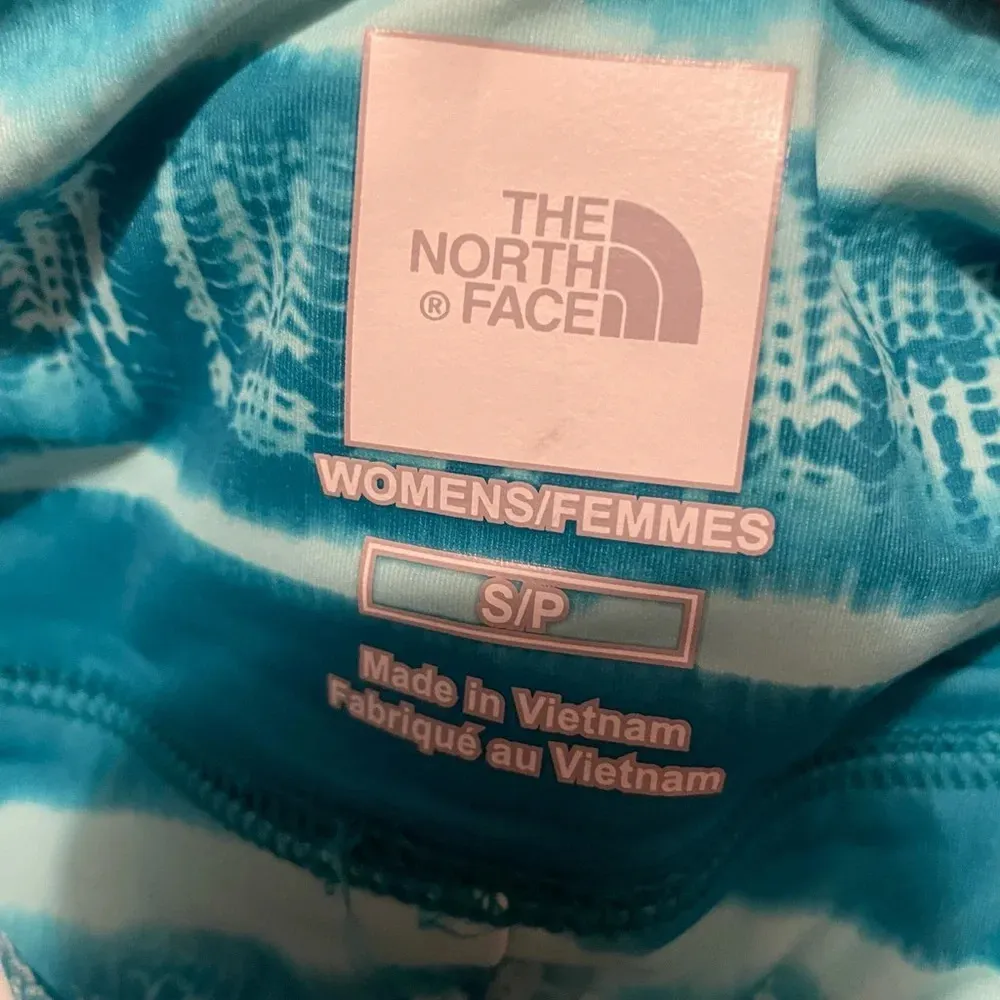 THE
NORTH
® FACE
WOMENS/FEMMES
S/P
Made in Vietnam
Fabriqué au Vietnam